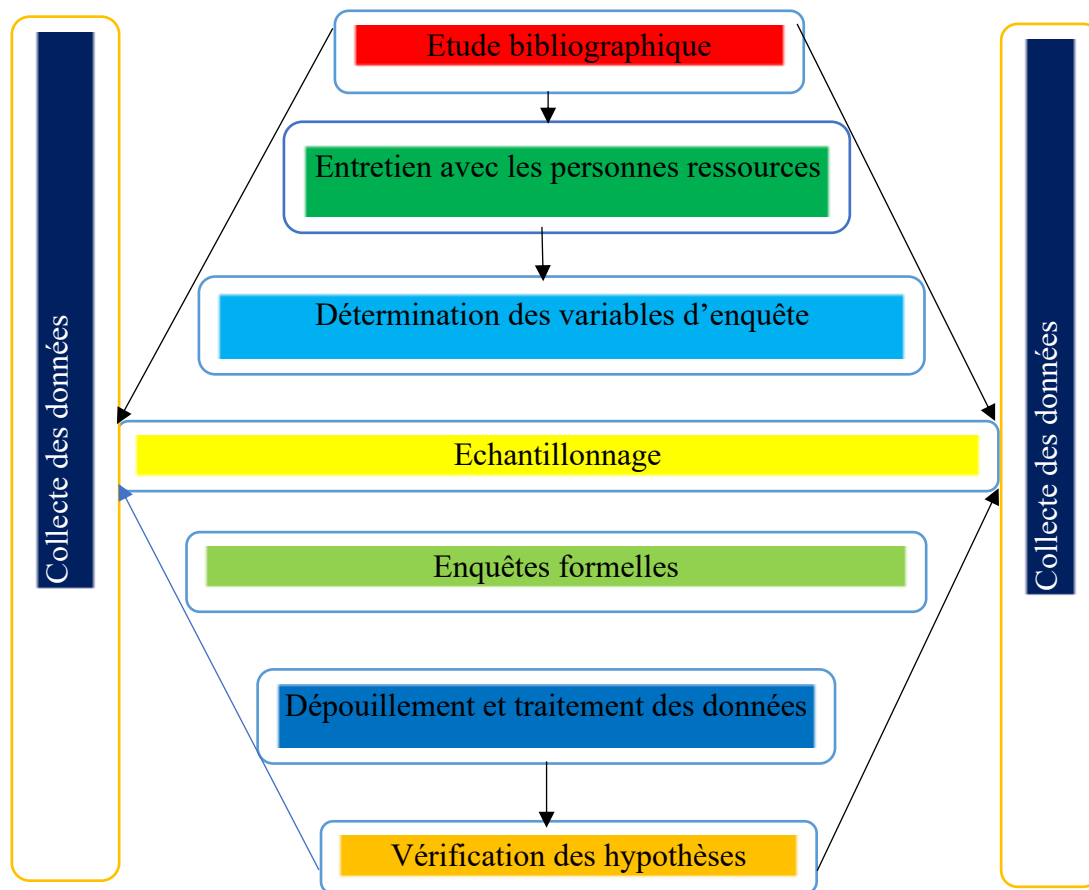 Etude bibliographique
Entretien avec les personnes ressources
Détermination des variables d’enquête
Collecte des données
Collecte des données
Echantillonnage
Enquêtes formelles
Dépouillement et traitement des données
Vérification des hypothèses